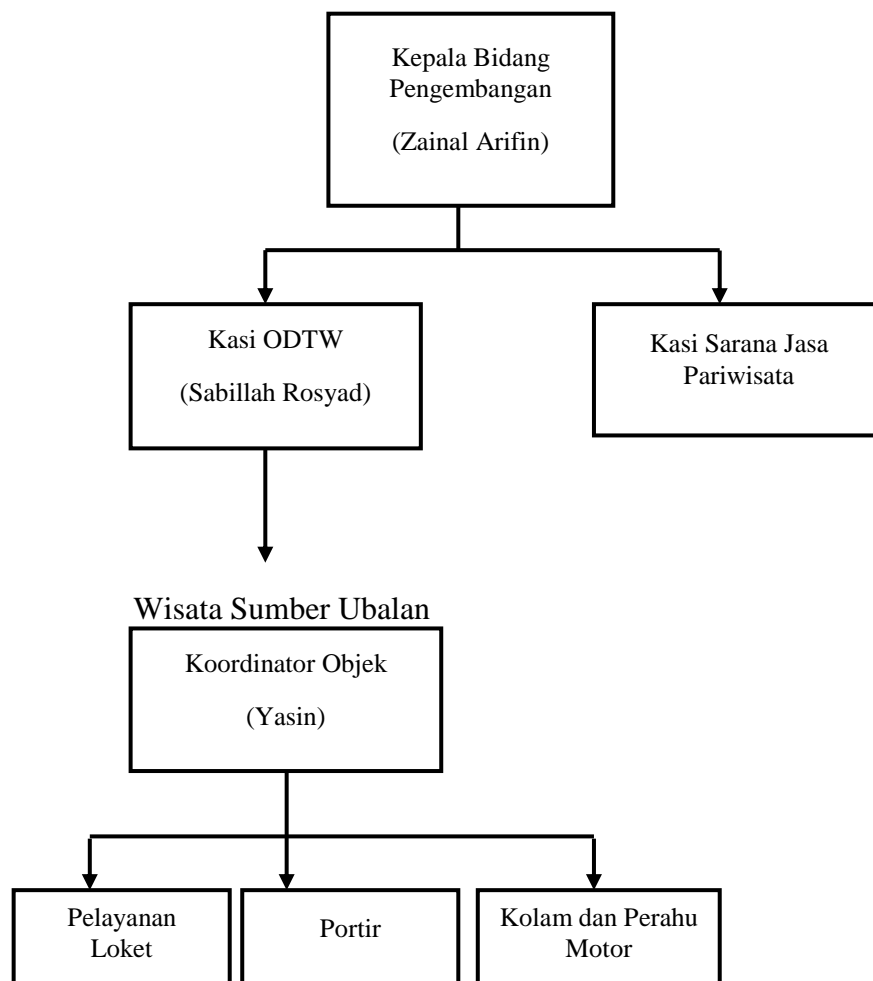 Kepala Bidang
Pengembangan
(Zainal Arifin)
Kasi ODTW
(Sabillah Rosyad)
Kasi Sarana Jasa
Pariwisata
Wisata Sumber Ubalan
Koordinator Objek
(Yasin)
Pelayanan
Loket
Portir
Kolam dan Perahu
Motor